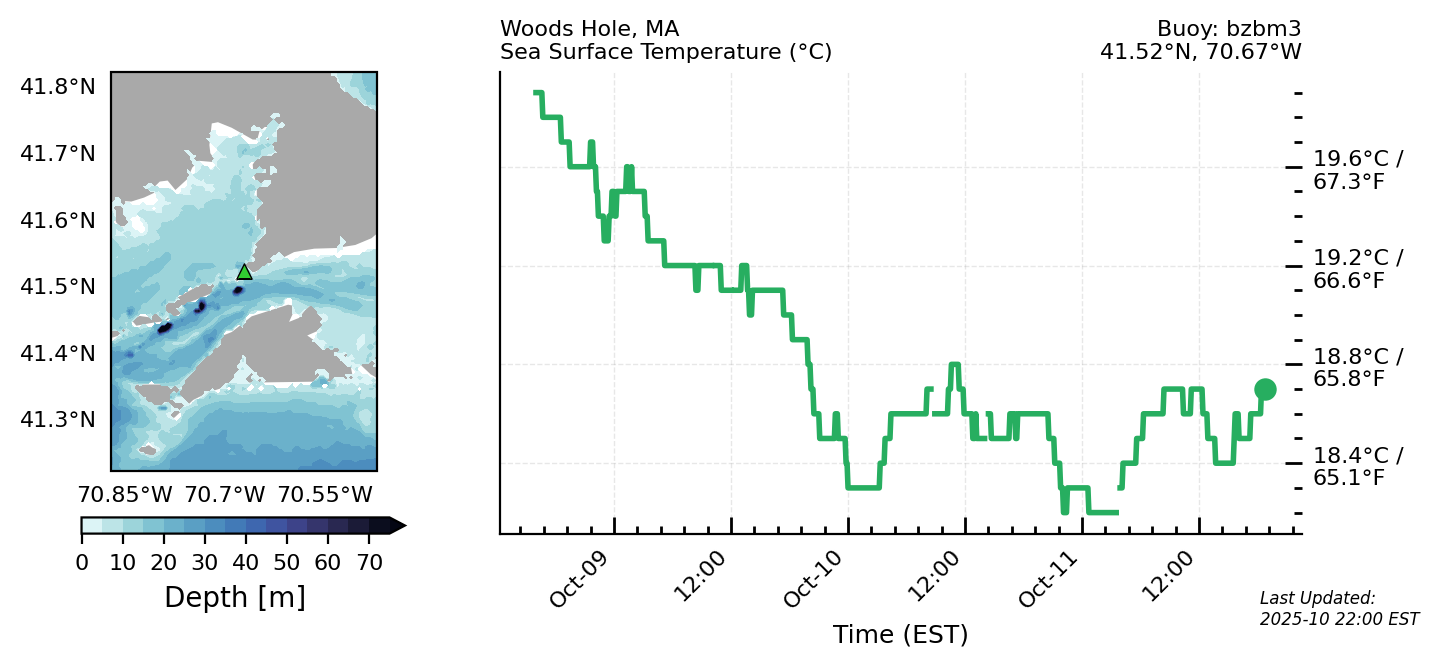 Woods Hole, MA
Sea Surface Temperature (°C)
Buoy: bzbm3
41.52°N, 70.67°W
41.8°N
41.7°N
41.6°N
41.5°N
41.4°N
41.3°N
70.85°W 70.7°W 70.55°W
0 10 20 30 40 50 60 70
Depth [m]
19.6°C /
67.3°F
19.2°C /
66.6°F
18.8°C /
65.8°F
18.4°C /
65.1°F
Oct-09 12:00 Oct-10 12:00 Oct-11 12:00
Time (EST)
Last Updated:
2025-10 22:00 EST